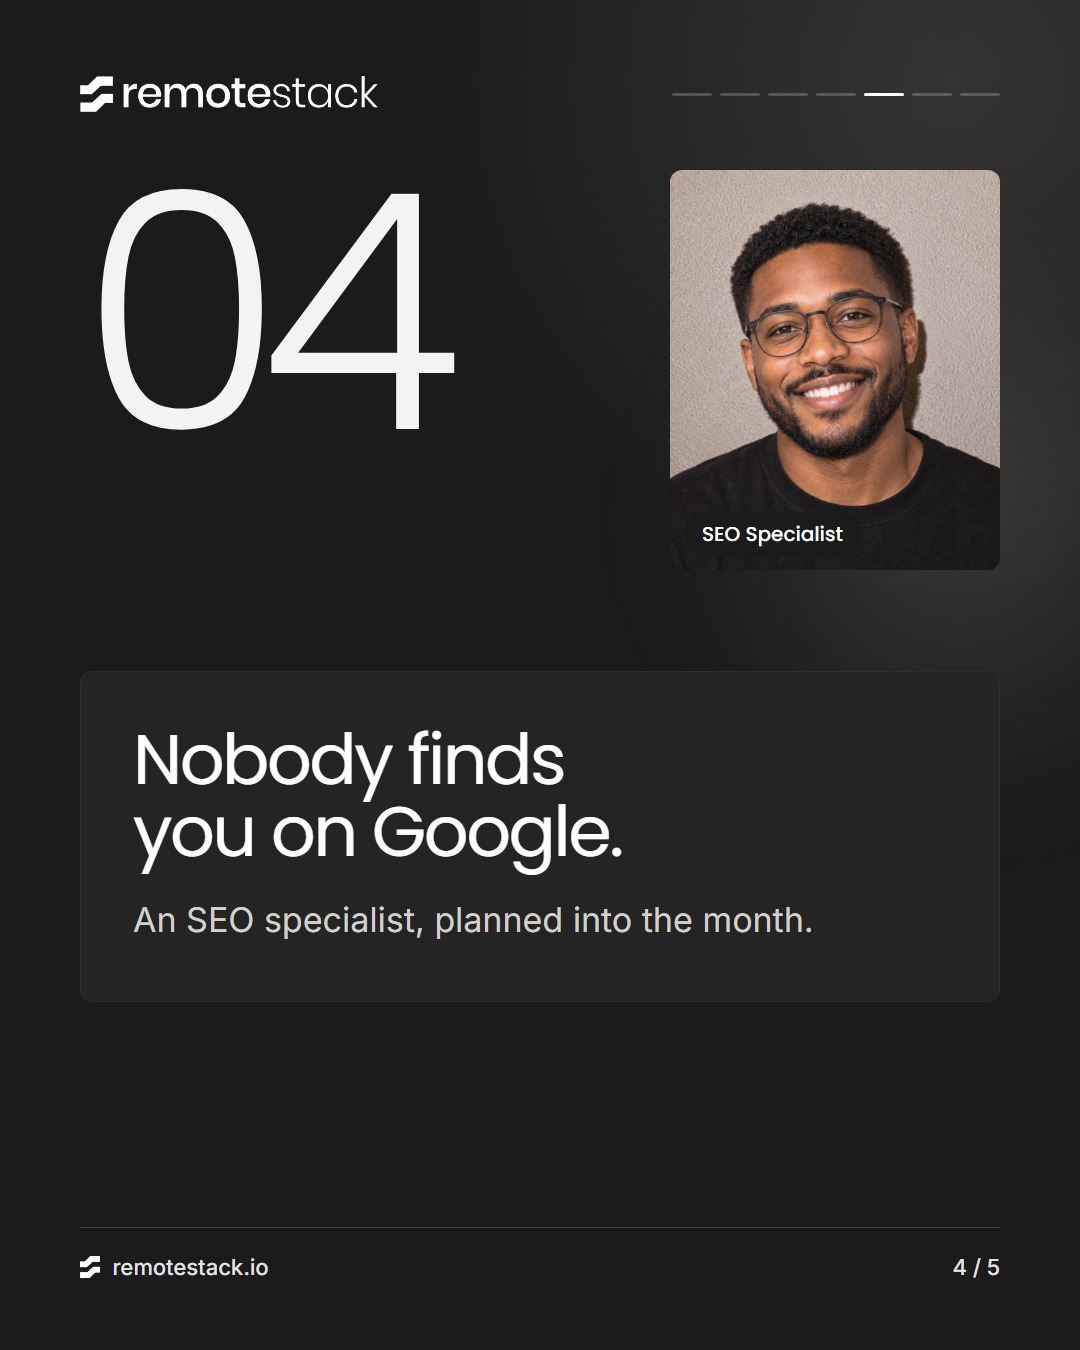 remotestack
04
SEO Specialist
Nobody finds
you on Google.
An SEO specialist, planned into the month.
remotestack.io
4 / 5